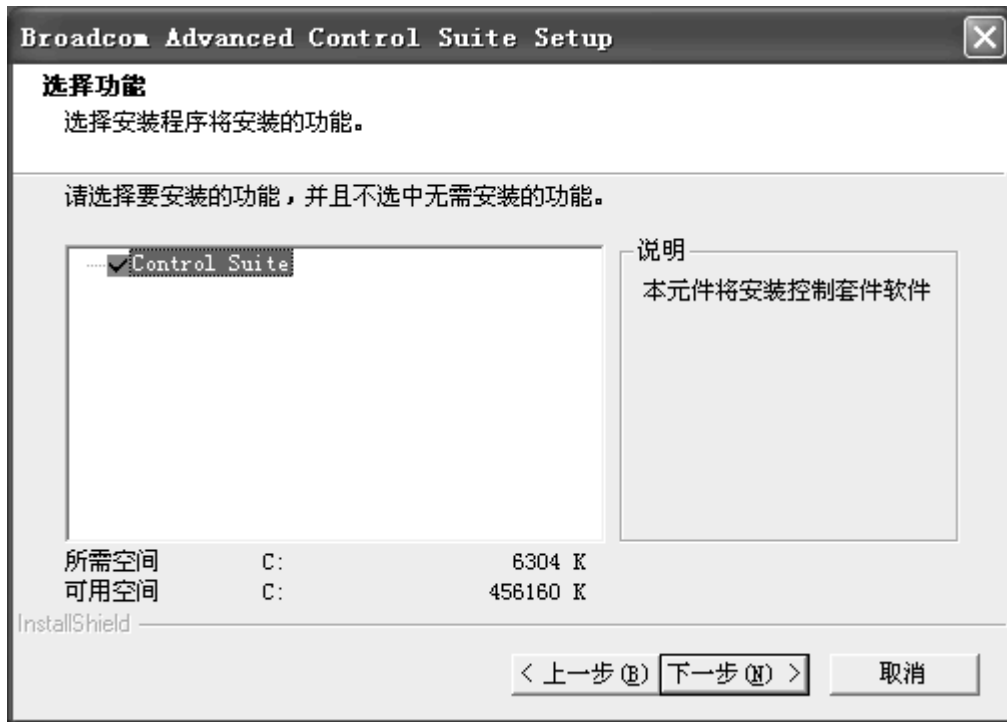 Broadcom Advanced Control Suite Setup
选择功能
选择安装程序将安装的功能。
请选择要安装的功能，并且不选中无需安装的功能。
Control Suite
说明
本元件将安装控制套件软件
所需空间 C: 6304 K
可用空间 C: 456160 K
InstallShield
< 上一步(B) 下一步(N) > 取消